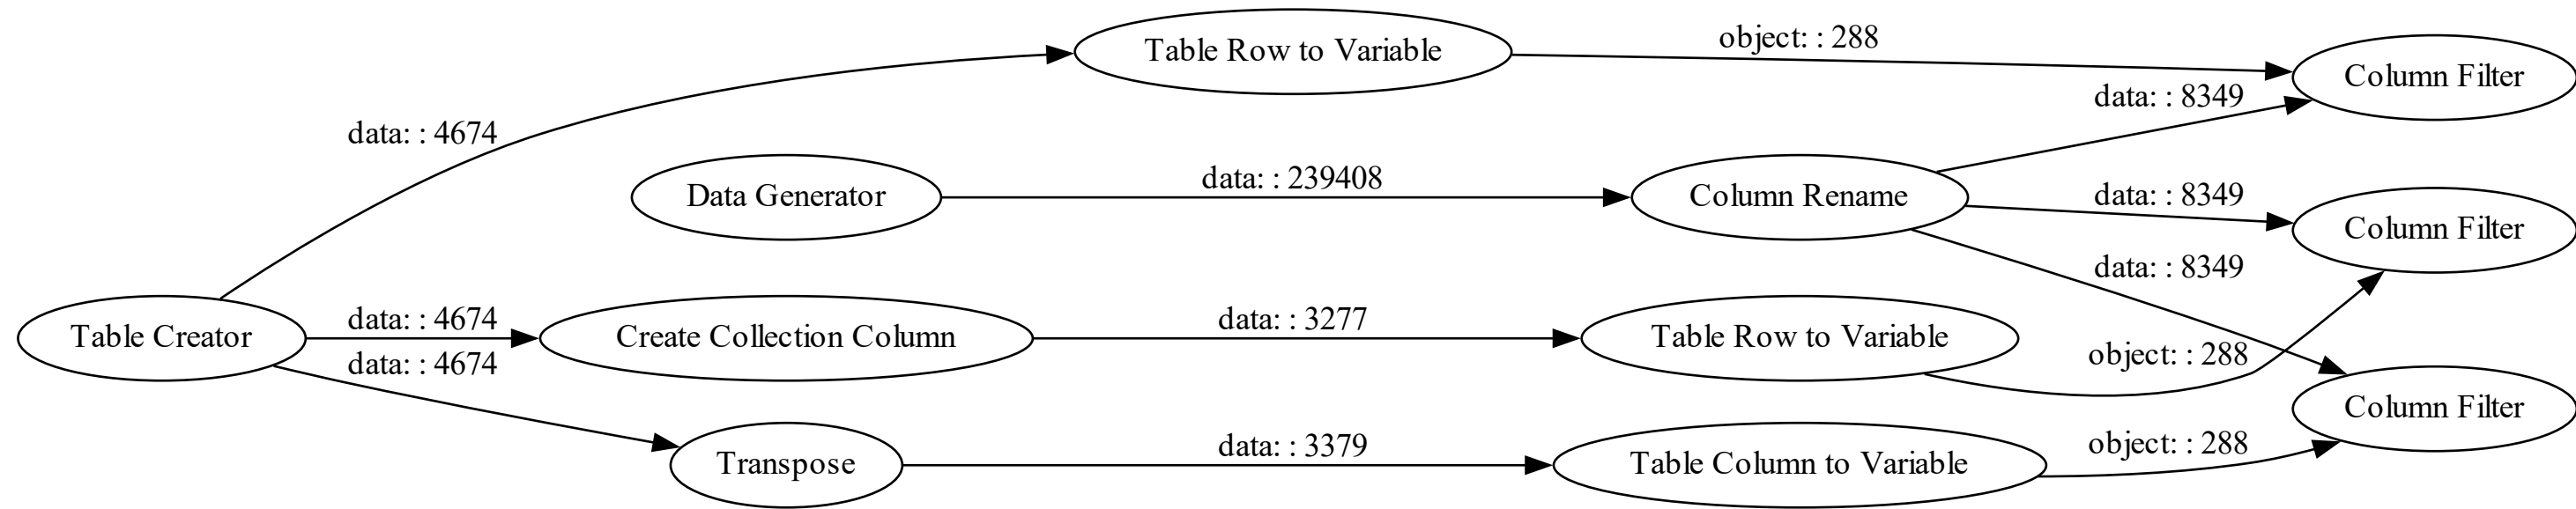 Table Row to Variable
object: : 288
Column Filter
data: : 8349
data: : 4674
Data Generator
data: : 239408
Column Rename
data: : 8349
Column Filter
data: : 8349
Table Creator
data: : 4674
Create Collection Column
data: : 3277
Table Row to Variable
object: : 288
data: : 4674
Column Filter
Transpose
data: : 3379
Table Column to Variable
object: : 288